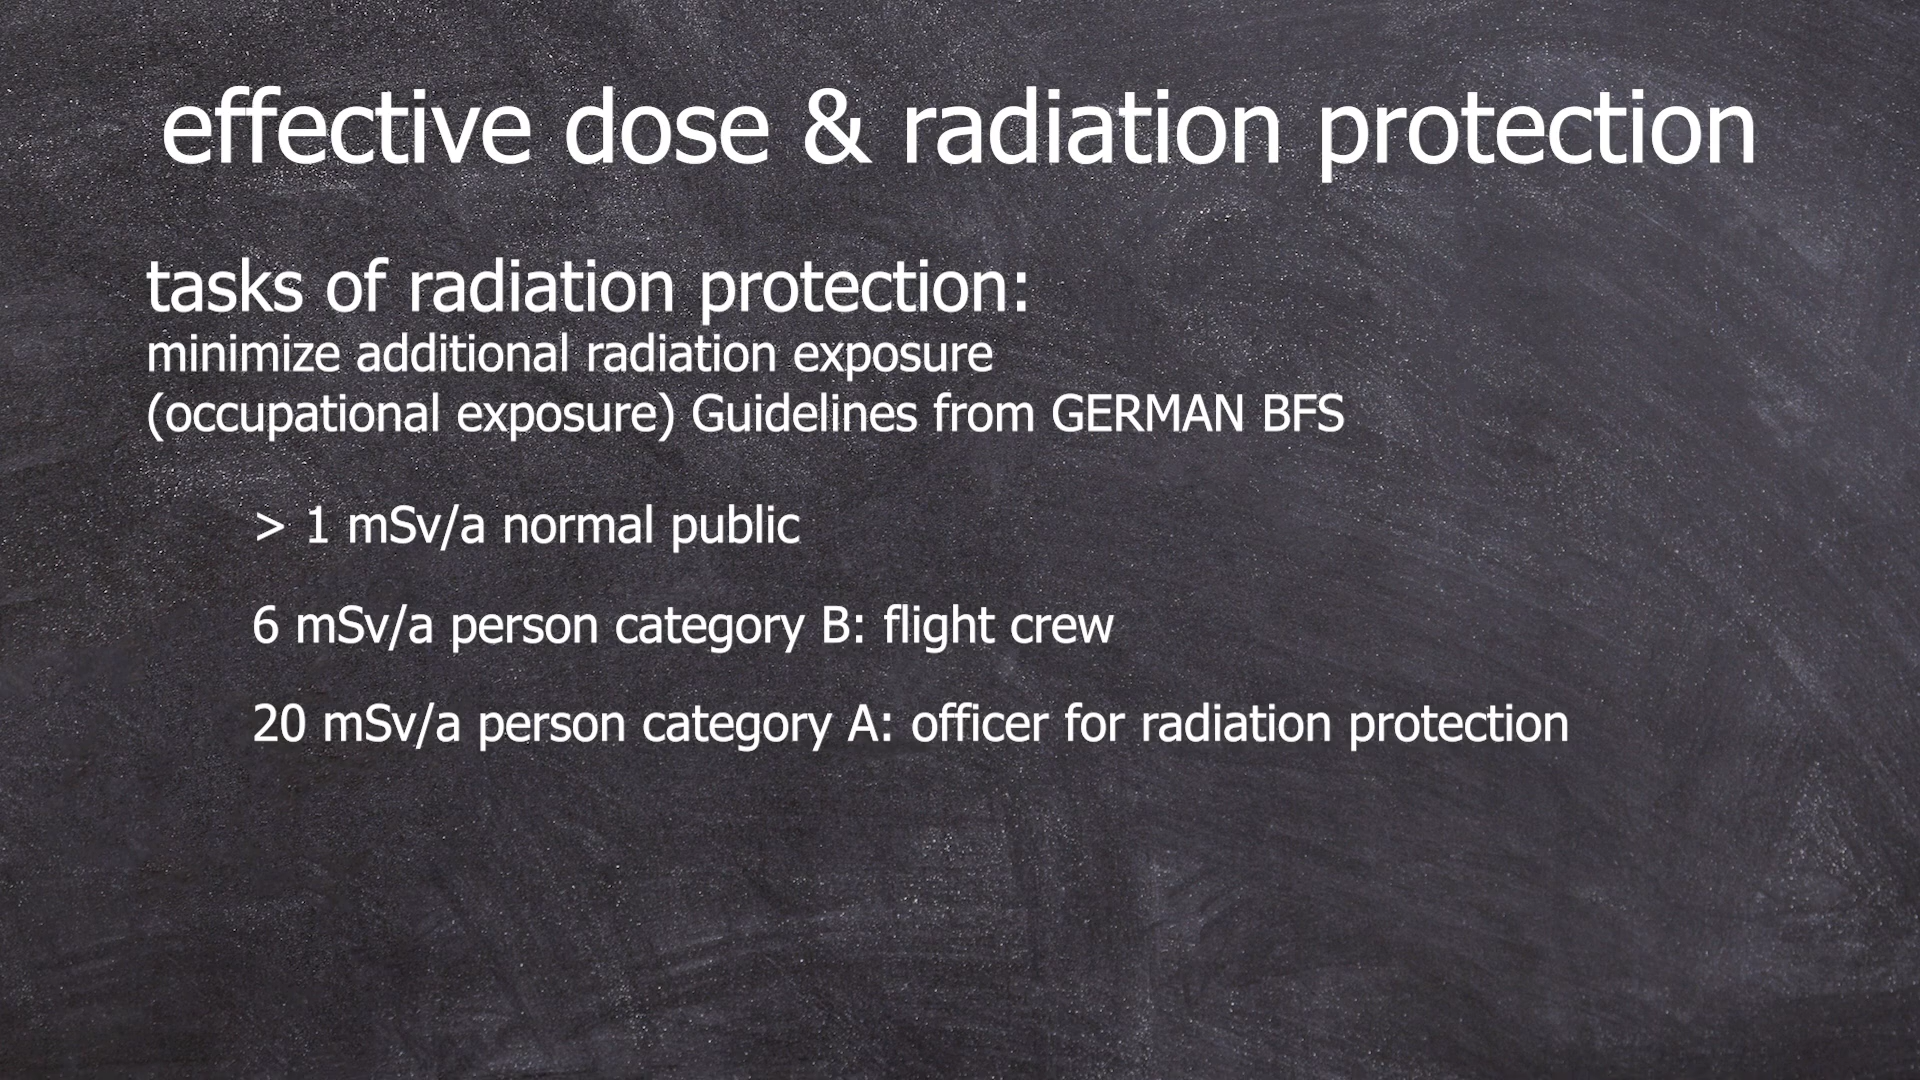 effective dose & radiation protection
tasks of radiation protection:
minimize additional radiation exposure
(occupational exposure) Guidelines from GERMAN BFS
> 1 mSv/a normal public
6 mSv/a person category B: flight crew
20 mSv/a person category A: officer for radiation protection